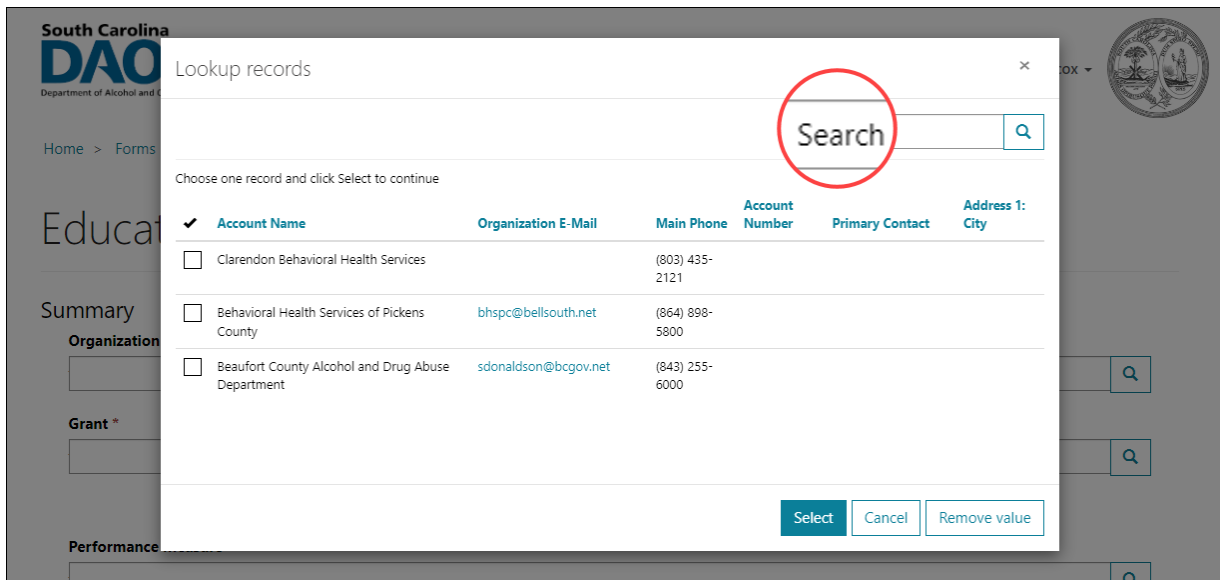 South Carolina
DAO
Department of Alcohol and
cox
Home > Forms
Educat
Summary
Organization
Grant *
Performance
Lookup records
×
Search
Choose one record and click Select to continue
✔ Account Name Organization E-Mail Main Phone Account Number Primary Contact Address 1: City
Clarendon Behavioral Health Services (803) 435-
2121
Behavioral Health Services of Pickens bhspc@bellsouth.net (864) 898-
County 5800
Beaufort County Alcohol and Drug Abuse sdonaldson@bcgov.net (843) 255-
Department 6000
Select Cancel Remove value